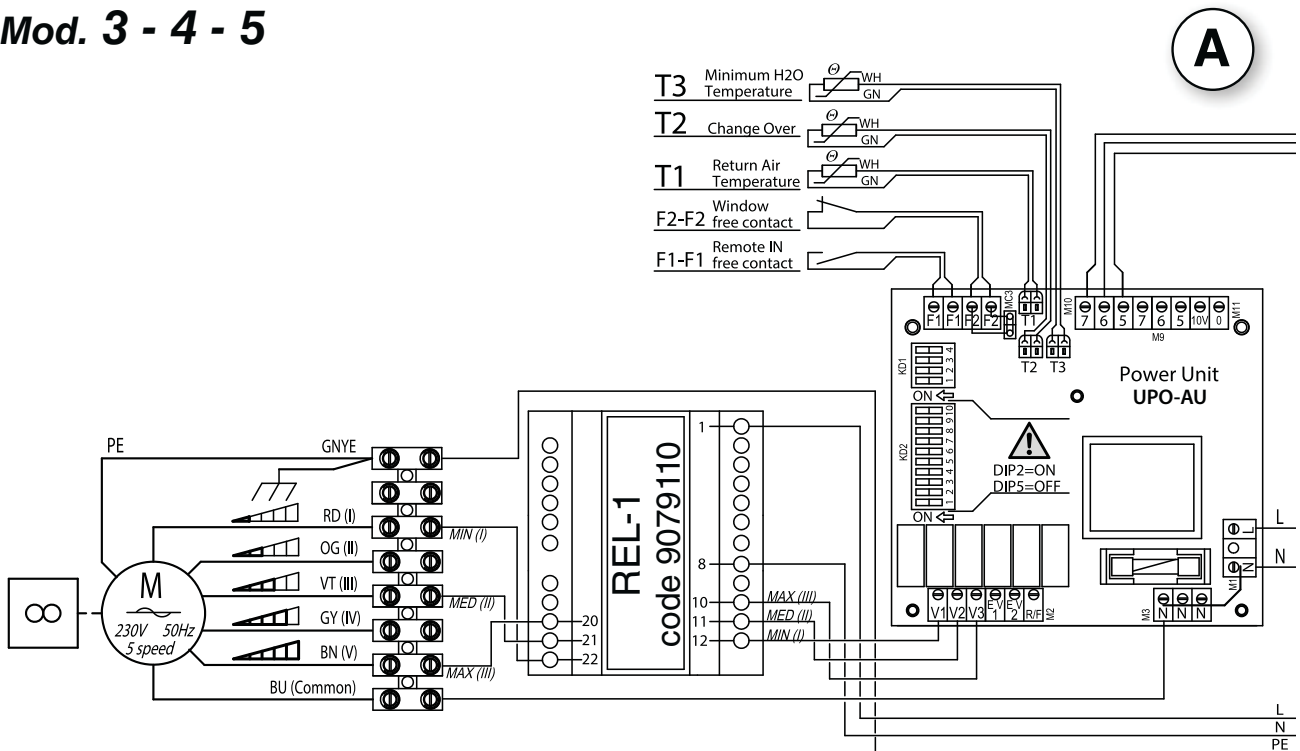 Mod. 3 - 4 - 5
A
T3 Minimum H2O Temperature
Θ WH
GN
T2 Change Over
Θ WH
GN
T1 Return Air Temperature
Θ WH
GN
F2-F2 Window free contact
F1-F1 Remote IN free contact
F1 F1 F2 F2
MC3
T1
T2 T3
M10
7 6 5 7 6 5 10V 0
M11
M9
KD1
1 2 3 4
ON
KD2
1 2 3 4 5 6 7 8 9 10
ON
DIP2=ON
DIP5=OFF
Power Unit
UPO-AU
L
N
M1
L
N
V1 V2 V3 EV1 EV2 R/F
M2
M3
N N N
PE
GNYE
RD (I)
OG (II)
VT (III)
GY (IV)
BN (V)
BU (Common)
M
230V 50Hz
5 speed
MIN (I)
MED (II)
MAX (III)
REL-1
code 9079110
20
21
22
1
8
10
11
12
MAX (III)
MED (II)
MIN (I)
L
N
PE